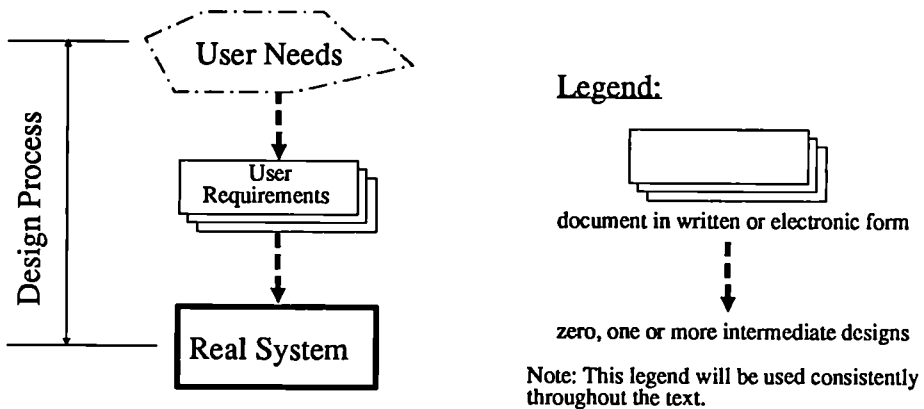 User Needs
Design Process
User
Requirements
Real System
Legend:
document in written or electronic form
zero, one or more intermediate designs
Note: This legend will be used consistently
throughout the text.